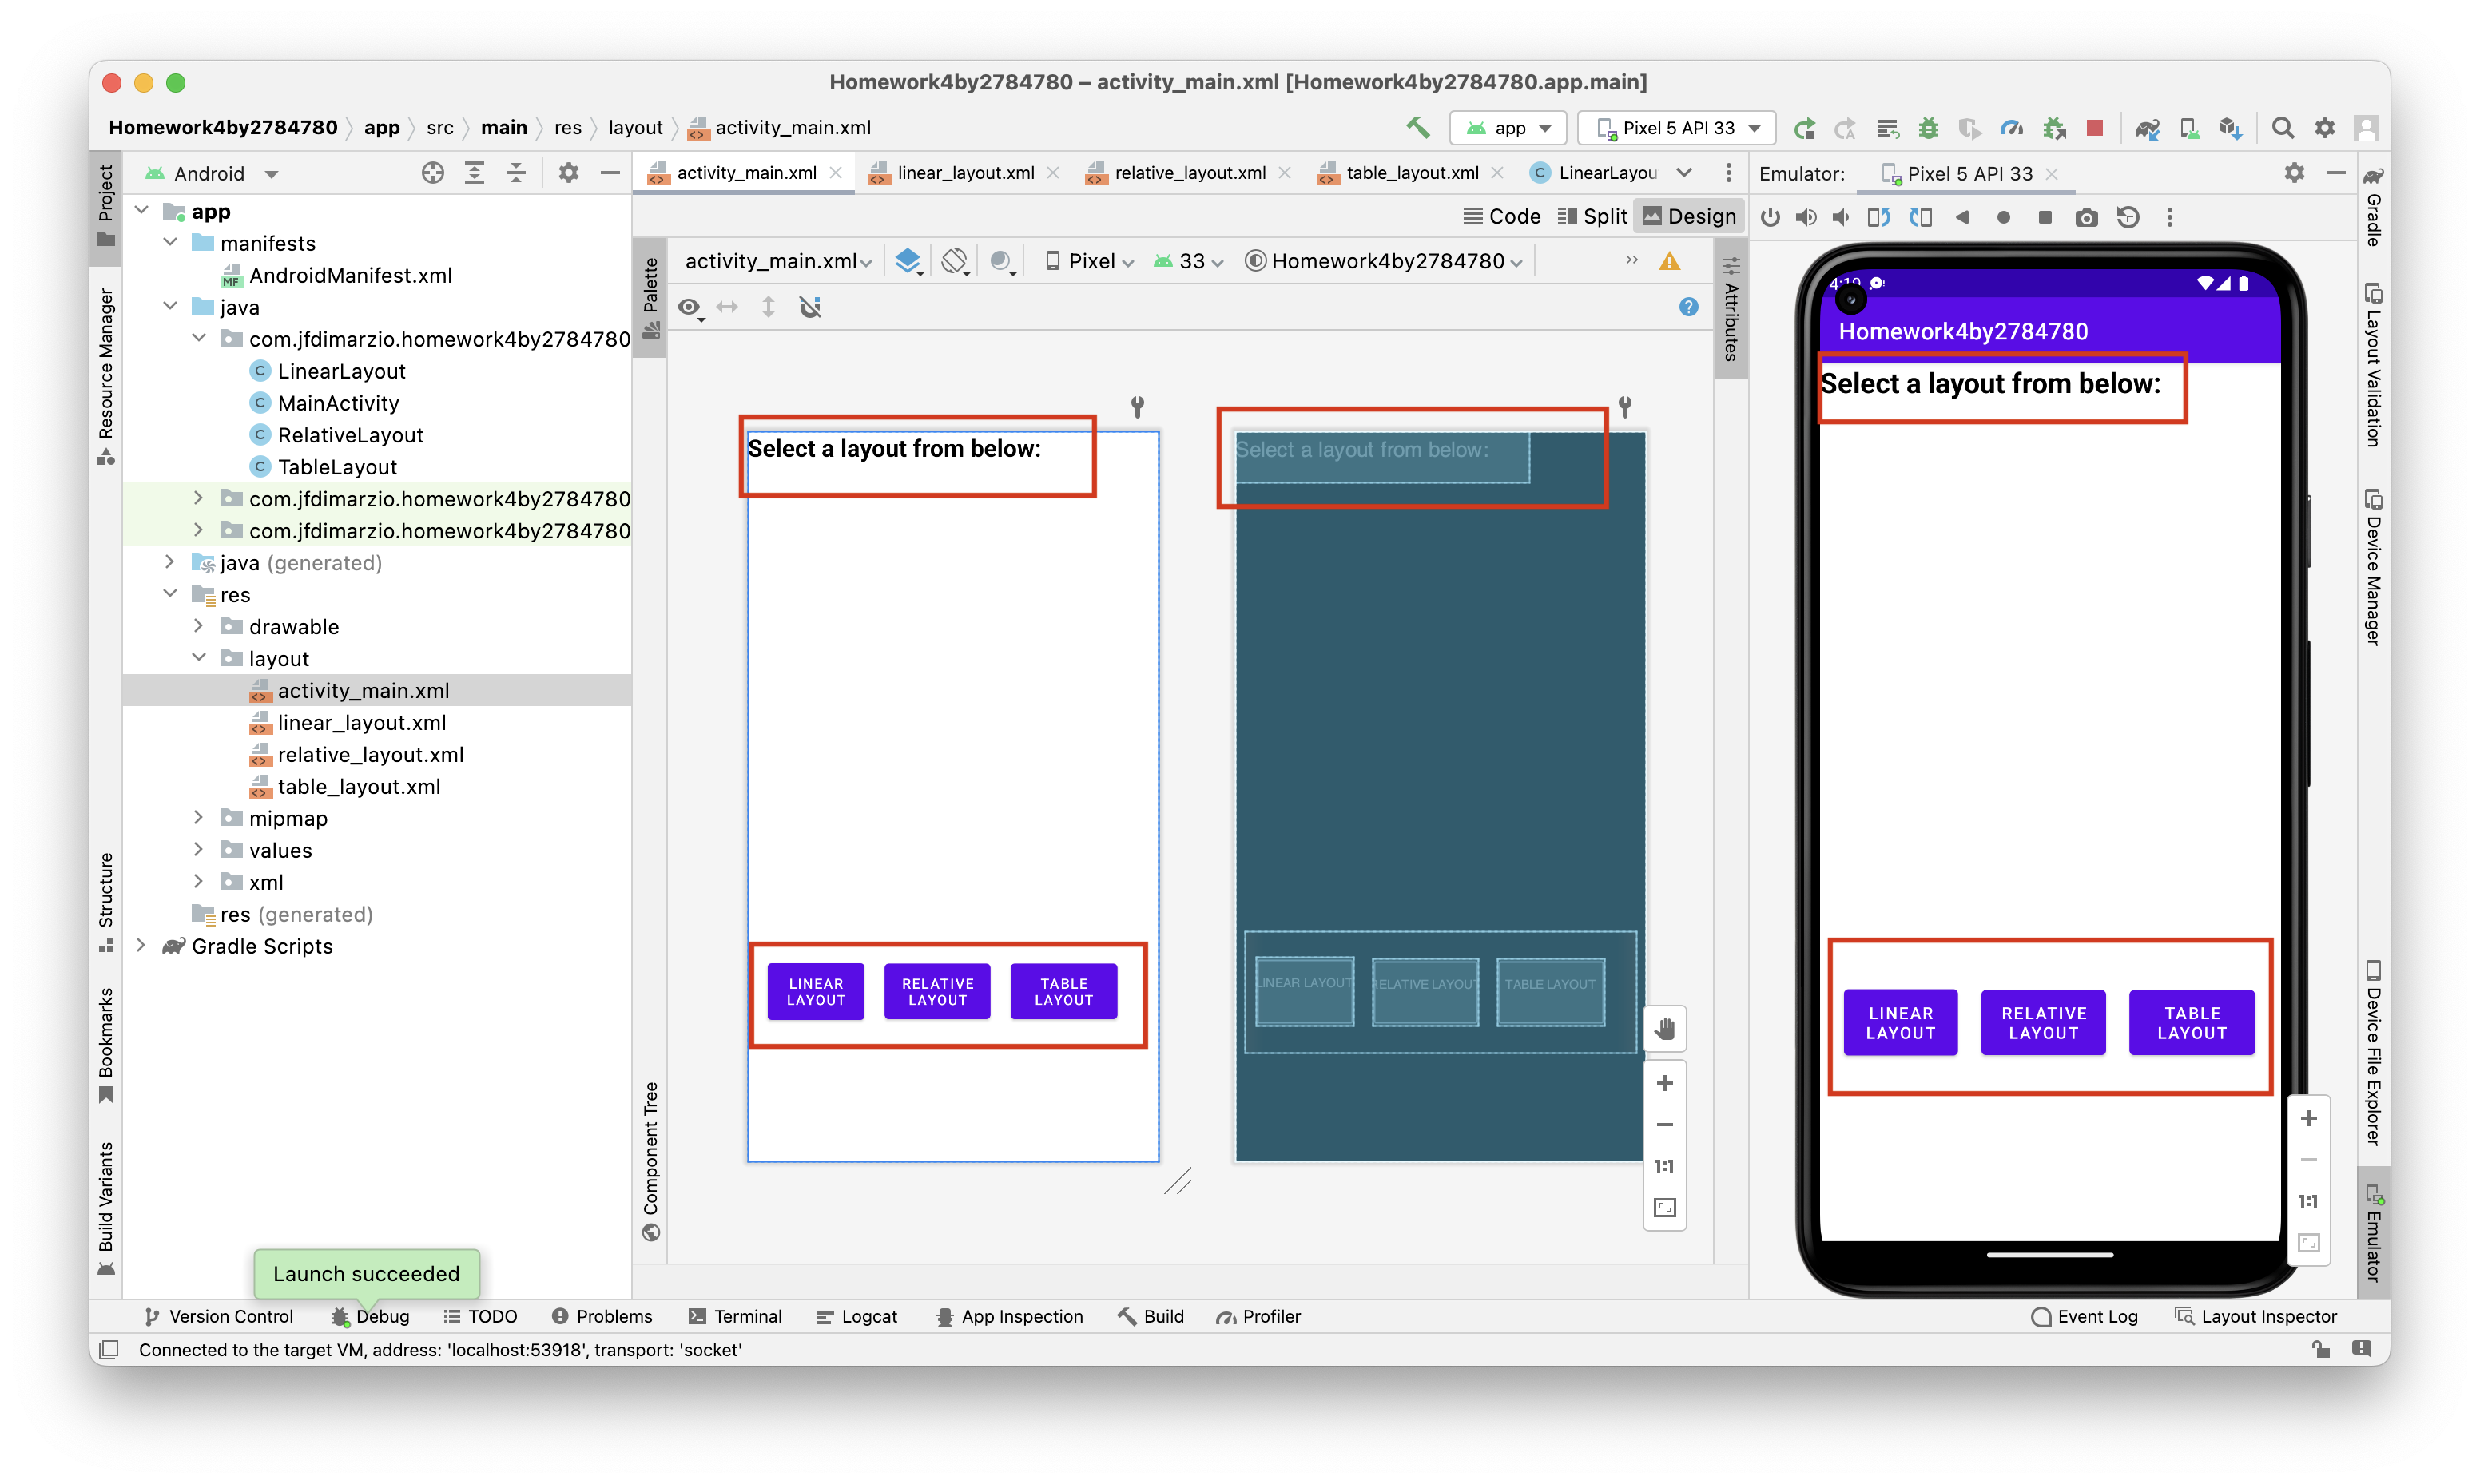 Homework4by2784780 – activity_main.xml [Homework4by2784780.app.main]
Homework4by2784780 app src main res layout activity_main.xml
app
Pixel 5 API 33
Project
Resource Manager
Structure
Bookmarks
Build Variants
Android
app
manifests
AndroidManifest.xml
java
com.jfdimarzio.homework4by2784780
LinearLayout
MainActivity
RelativeLayout
TableLayout
com.jfdimarzio.homework4by2784780
com.jfdimarzio.homework4by2784780
java (generated)
res
drawable
layout
activity_main.xml
linear_layout.xml
relative_layout.xml
table_layout.xml
mipmap
values
xml
res (generated)
Gradle Scripts
activity_main.xml
linear_layout.xml
relative_layout.xml
table_layout.xml
LinearLayou
Code
Split
Design
Palette
Component Tree
activity_main.xml
Pixel
33
Homework4by2784780
Attributes
Select a layout from below:
LINEAR
LAYOUT
RELATIVE
LAYOUT
TABLE
LAYOUT
Select a layout from below:
LINEAR LAYOUT
RELATIVE LAYOUT
TABLE LAYOUT
1:1
Emulator:
Pixel 5 API 33
Homework4by2784780
Select a layout from below:
LINEAR
LAYOUT
RELATIVE
LAYOUT
TABLE
LAYOUT
1:1
Gradle
Layout Validation
Device Manager
Device File Explorer
Emulator
Launch succeeded
Version Control
Debug
TODO
Problems
Terminal
Logcat
App Inspection
Build
Profiler
Event Log
Layout Inspector
Connected to the target VM, address: 'localhost:53918', transport: 'socket'